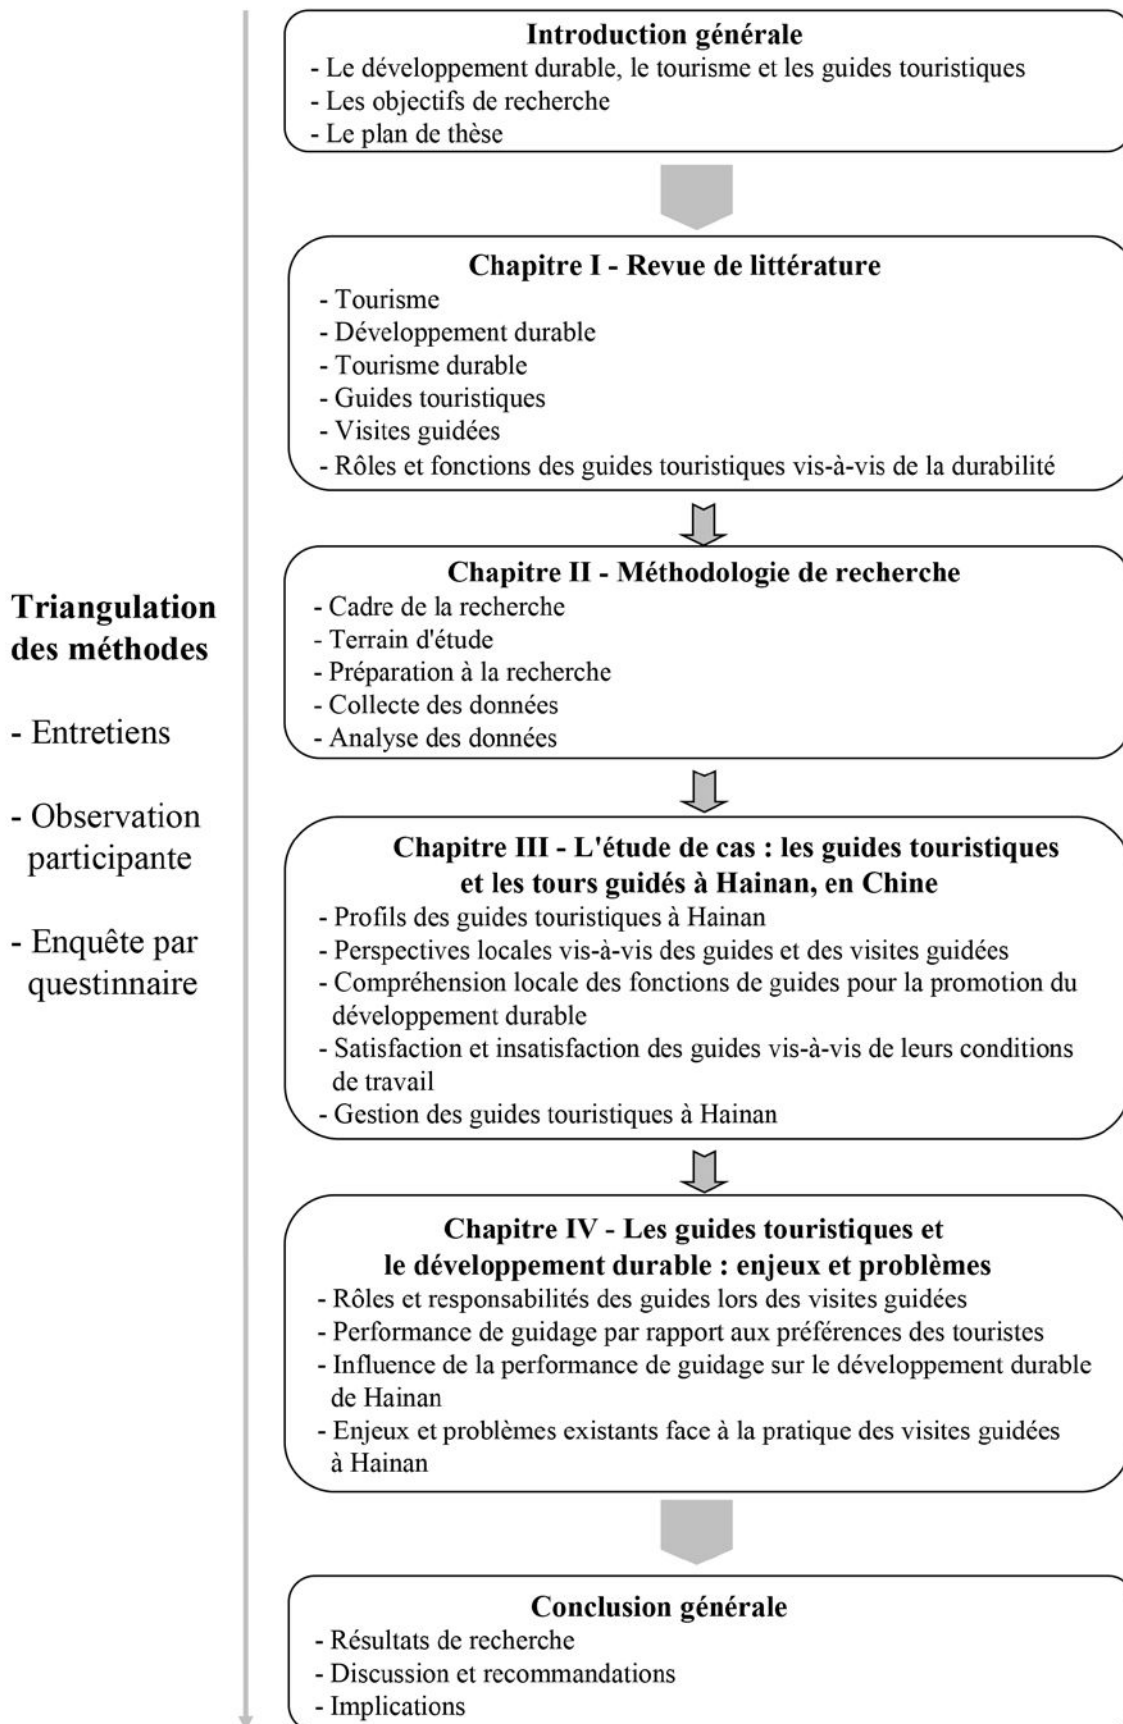 Introduction générale
- Le développement durable, le tourisme et les guides touristiques
- Les objectifs de recherche
- Le plan de thèse
Chapitre I - Revue de littérature
- Tourisme
- Développement durable
- Tourisme durable
- Guides touristiques
- Visites guidées
- Rôles et fonctions des guides touristiques vis-à-vis de la durabilité
Triangulation
des méthodes
- Entretiens
- Observation
participante
- Enquête par
questinnaire
Chapitre II - Méthodologie de recherche
- Cadre de la recherche
- Terrain d'étude
- Préparation à la recherche
- Collecte des données
- Analyse des données
Chapitre III - L'étude de cas : les guides touristiques
et les tours guidés à Hainan, en Chine
- Profils des guides touristiques à Hainan
- Perspectives locales vis-à-vis des guides et des visites guidées
- Compréhension locale des fonctions de guides pour la promotion du
développement durable
- Satisfaction et insatisfaction des guides vis-à-vis de leurs conditions
de travail
- Gestion des guides touristiques à Hainan
Chapitre IV - Les guides touristiques et
le développement durable : enjeux et problèmes
- Rôles et responsabilités des guides lors des visites guidées
- Performance de guidage par rapport aux préférences des touristes
- Influence de la performance de guidage sur le développement durable
de Hainan
- Enjeux et problèmes existants face à la pratique des visites guidées
à Hainan
Conclusion générale
- Résultats de recherche
- Discussion et recommandations
- Implications